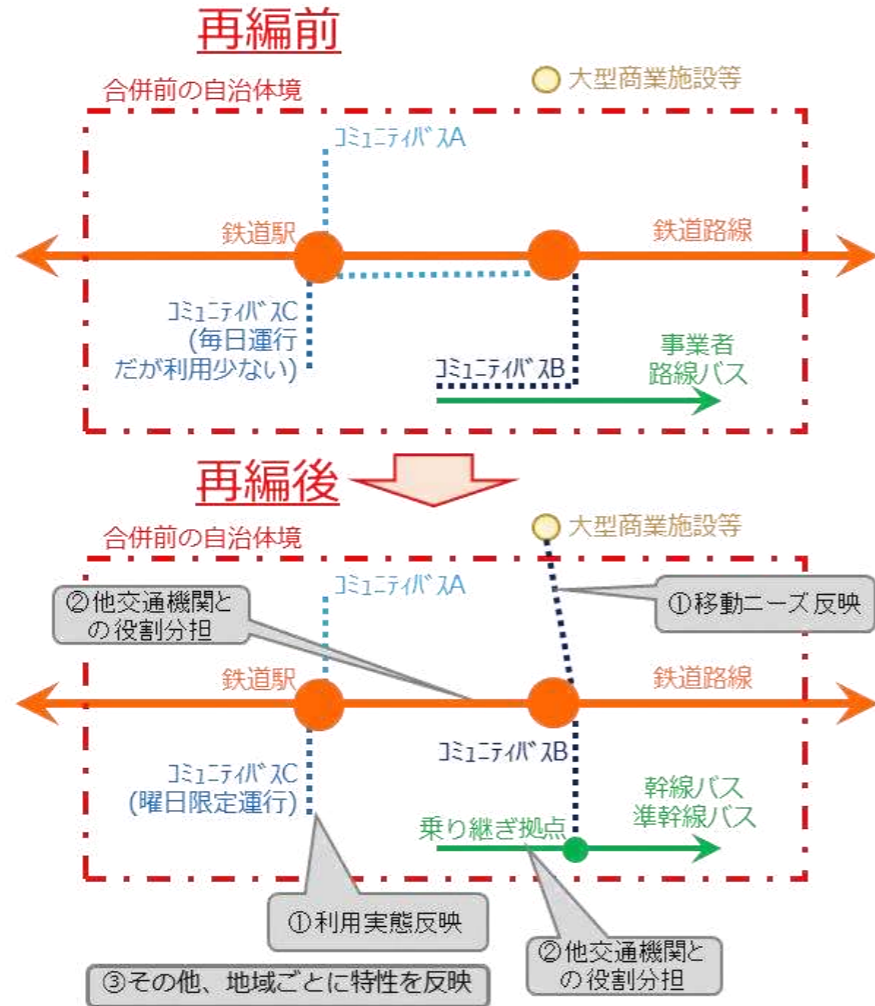 再編前
合併前の自治体境
大型商業施設等
コミュニティバスA
鉄道駅
鉄道路線
コミュニティバスC
(毎日運行
だが利用少ない)
コミュニティバスB
事業者
路線バス
再編後
合併前の自治体境
大型商業施設等
②他交通機関と
の役割分担
コミュニティバスA
①移動ニーズ反映
鉄道駅
鉄道路線
コミュニティバスC
(曜日限定運行)
コミュニティバスB
幹線バス
準幹線バス
乗り継ぎ拠点
①利用実態反映
②他交通機関と
の役割分担
③その他、地域ごとに特性を反映